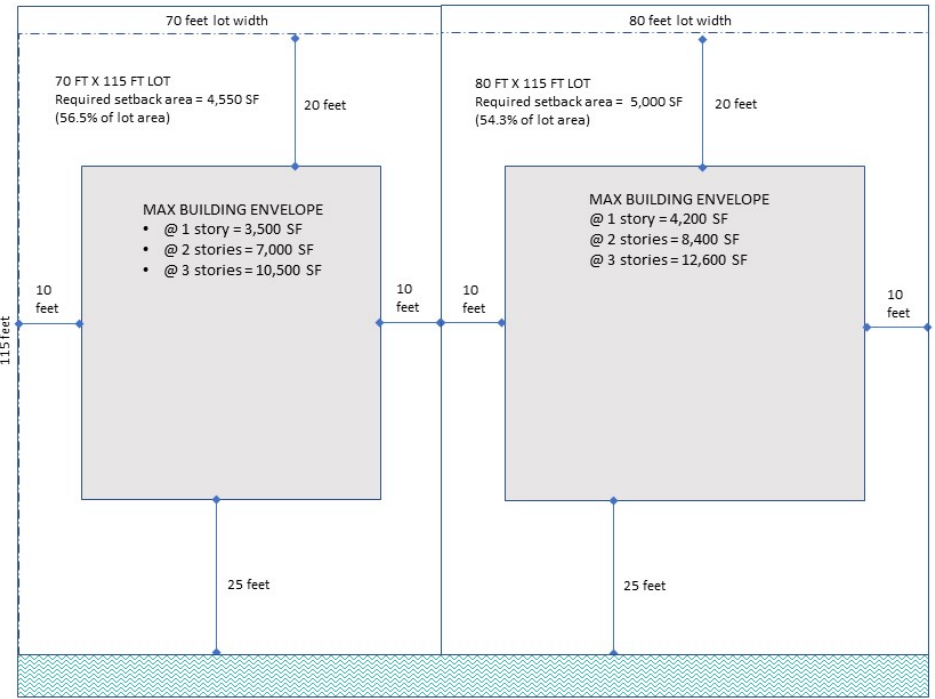 70 feet lot width
80 feet lot width
70 FT X 115 FT LOT
Required setback area = 4,550 SF
(56.5% of lot area)
20 feet
80 FT X 115 FT LOT
Required setback area = 5,000 SF
(54.3% of lot area)
20 feet
MAX BUILDING ENVELOPE
• @ 1 story = 3,500 SF
• @ 2 stories = 7,000 SF
• @ 3 stories = 10,500 SF
MAX BUILDING ENVELOPE
@ 1 story = 4,200 SF
@ 2 stories = 8,400 SF
@ 3 stories = 12,600 SF
10
feet
10
feet
10
feet
10
feet
115 feet
25 feet
25 feet